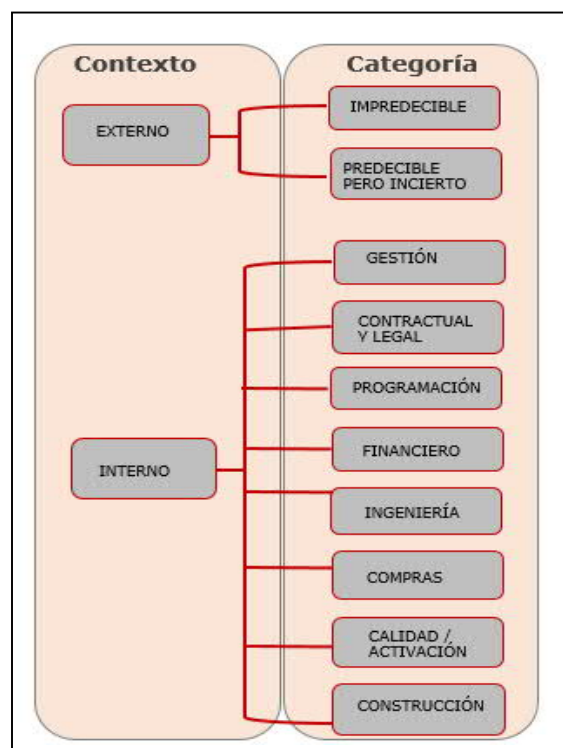 Contexto
Categoría
EXTERNO
IMPREDECIBLE
PREDECIBLE
PERO INCIERTO
GESTIÓN
CONTRACTUAL
Y LEGAL
PROGRAMACIÓN
FINANCIERO
INTERNO
INGENIERÍA
COMPRAS
CALIDAD /
ACTIVACIÓN
CONSTRUCCIÓN